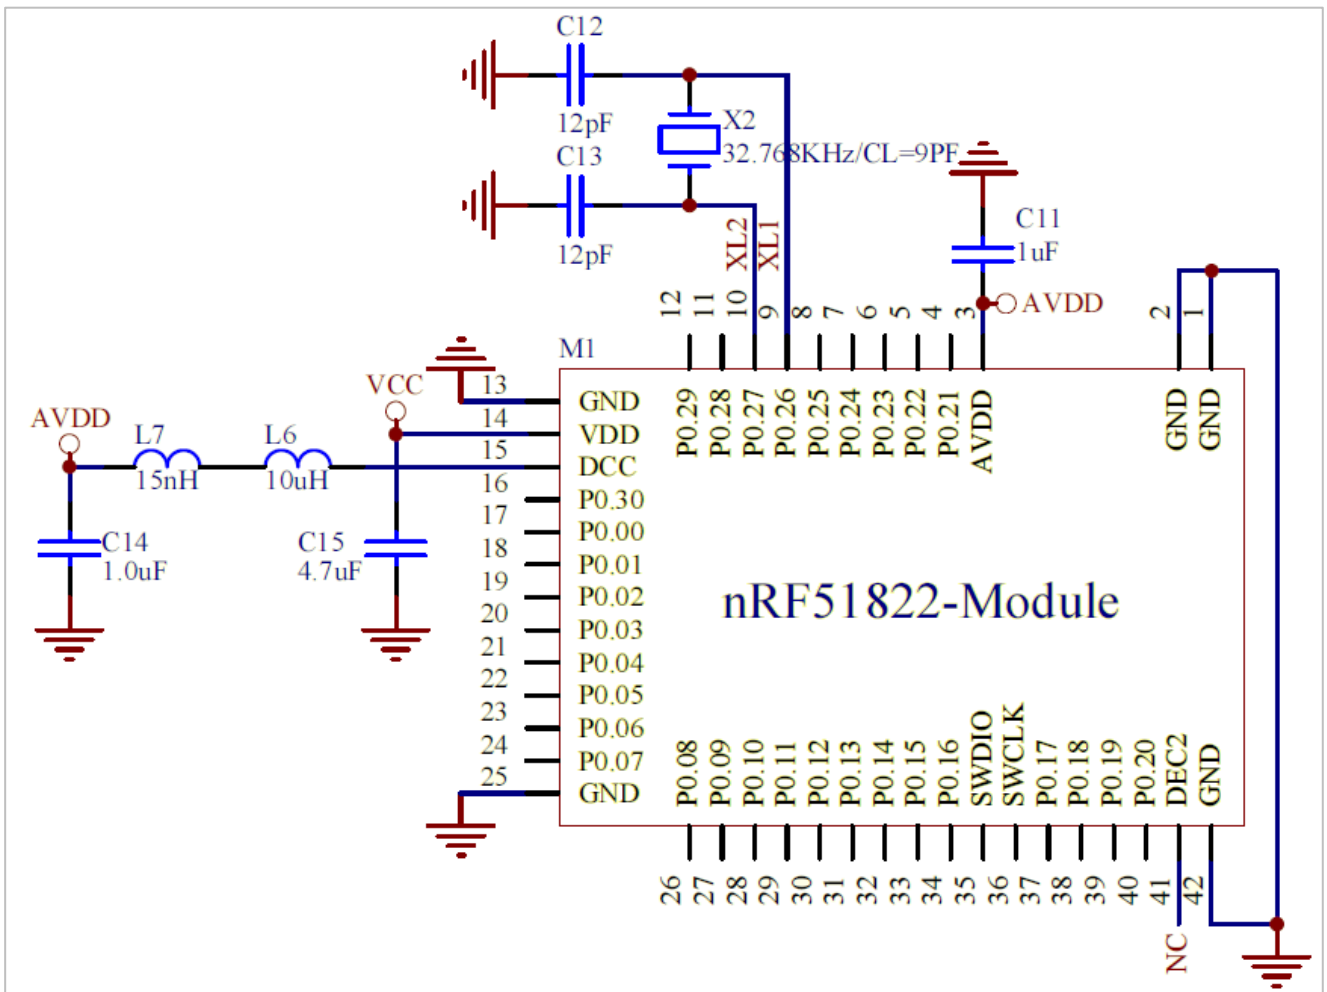 C12
12pF
X2
32.768KHz/CL=9PF
C13
12pF
XL2
XL1
C11
1uF
AVDD
12
11
10
9
8
7
6
5
4
3
2
1
M1
P0.29
P0.28
P0.27
P0.26
P0.25
P0.24
P0.23
P0.22
P0.21
AVDD
GND
GND
VCC
AVDD
L7
15nH
L6
10uH
C14
1.0uF
C15
4.7uF
13 GND
14 VDD
15 DCC
16 P0.30
17 P0.00
18 P0.01
19 P0.02
20 P0.03
21 P0.04
22 P0.05
23 P0.06
24 P0.07
25 GND
nRF51822-Module
P0.08
P0.09
P0.10
P0.11
P0.12
P0.13
P0.14
P0.15
P0.16
SWDIO
SWCLK
P0.17
P0.18
P0.19
P0.20
DEC2
GND
26
27
28
29
30
31
32
33
34
35
36
37
38
39
40
41
42
NC